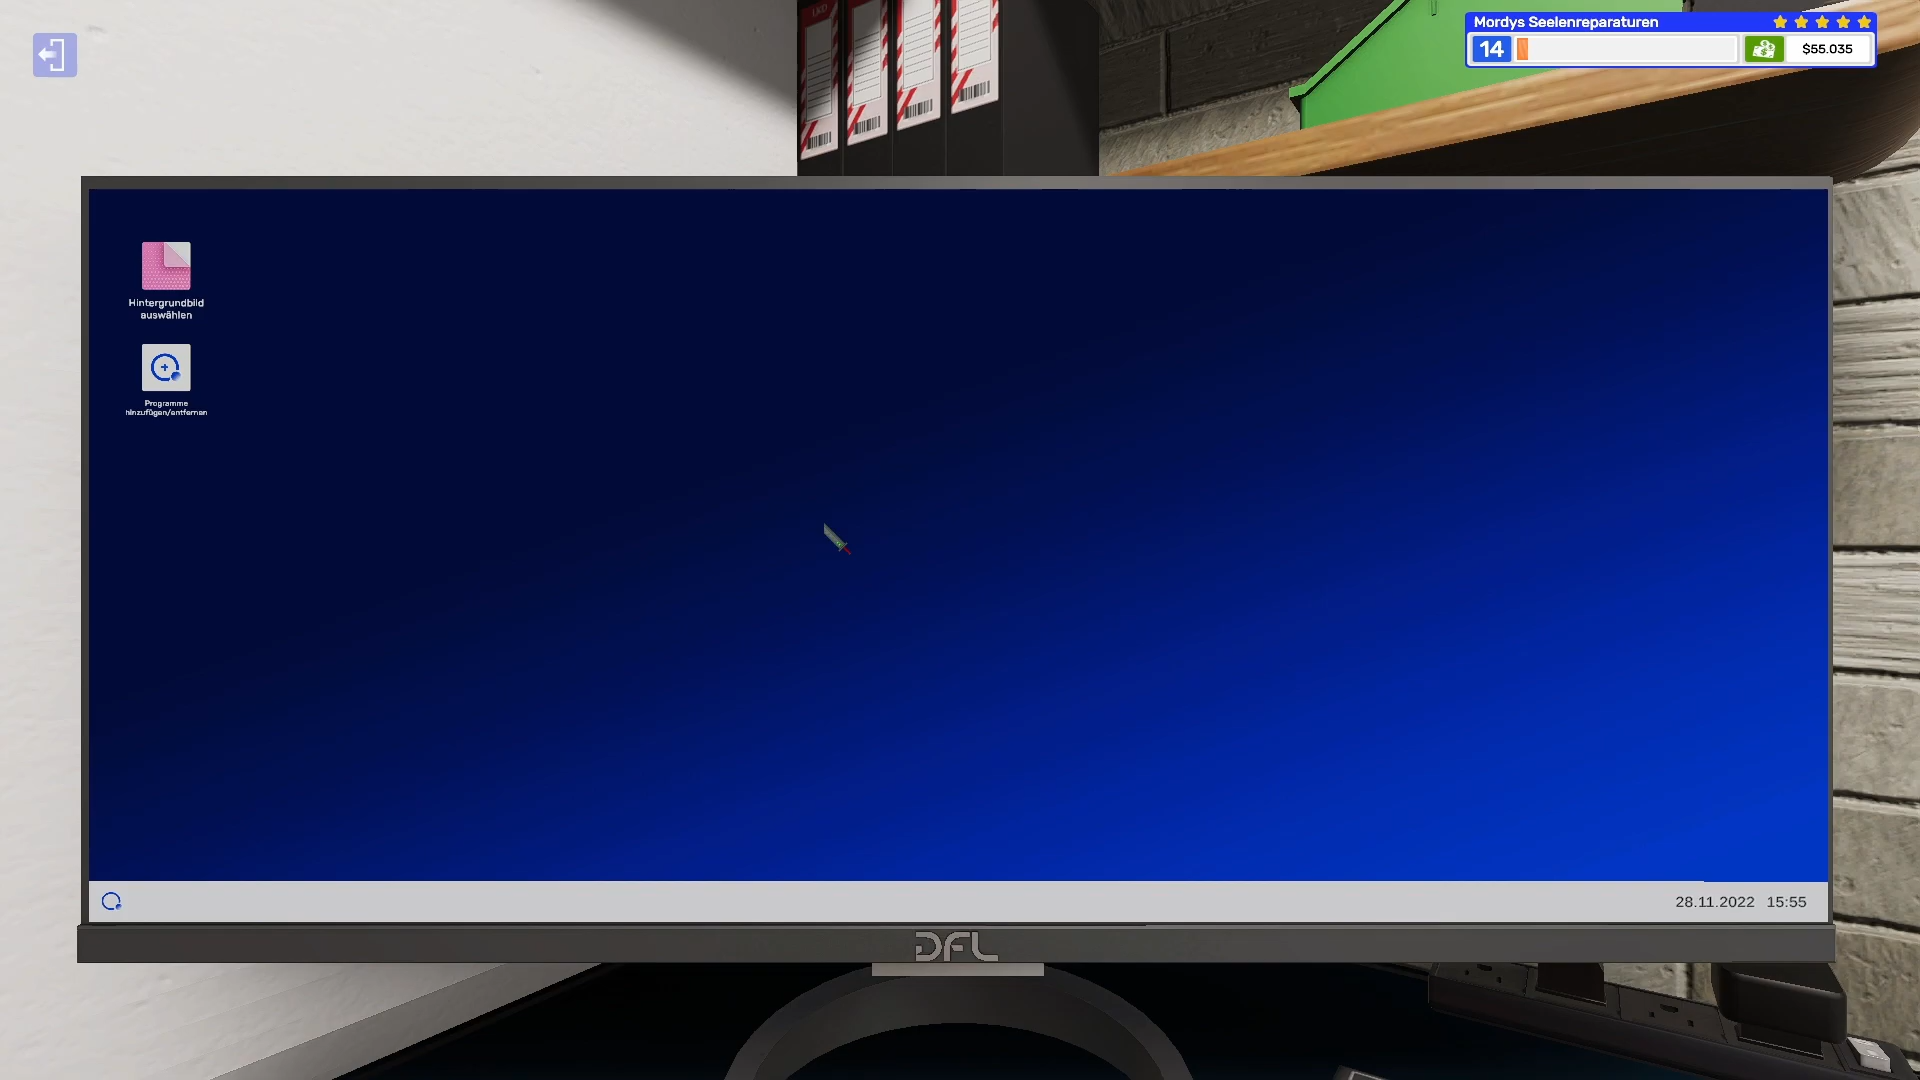 Mordys Seelenreparaturen
14
$55.035
Hintergrundbild
auswählen
Programme
hinzufügen/entfernen
28.11.2022 15:55
DFL